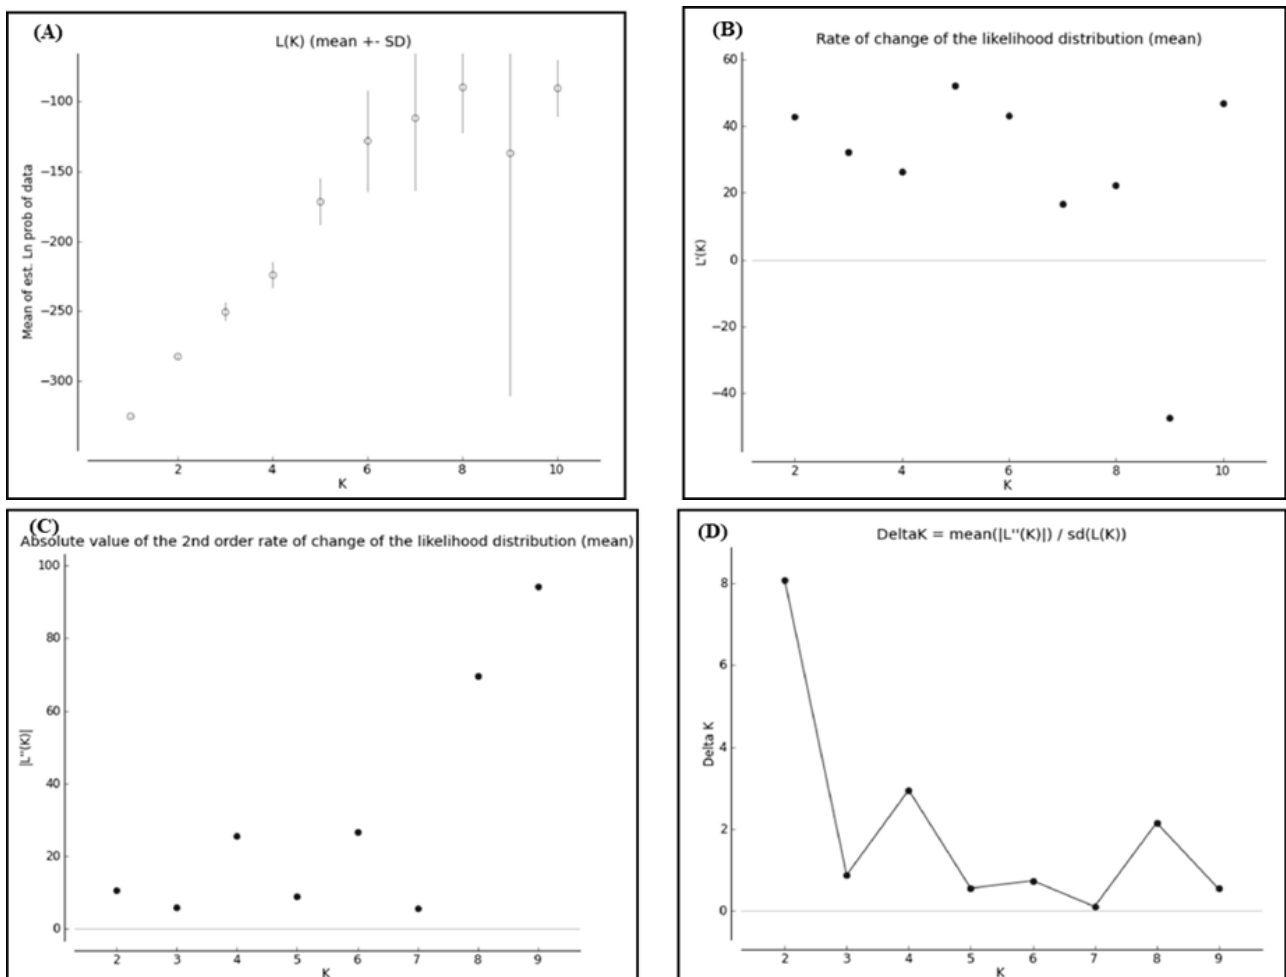 (A)
L(K) (mean +- SD)
Mean of est. Ln prob of data
−100
−150
−200
−250
−300
2 4 6 8 10
K
(B)
Rate of change of the likelihood distribution (mean)
L'(K)
60
40
20
0
−20
−40
2 4 6 8 10
K
(C)
Absolute value of the 2nd order rate of change of the likelihood distribution (mean)
|L''(K)|
100
80
60
40
20
0
2 3 4 5 6 7 8 9
K
(D)
DeltaK = mean(|L''(K)|) / sd(L(K))
Delta K
8
6
4
2
0
2 3 4 5 6 7 8 9
K